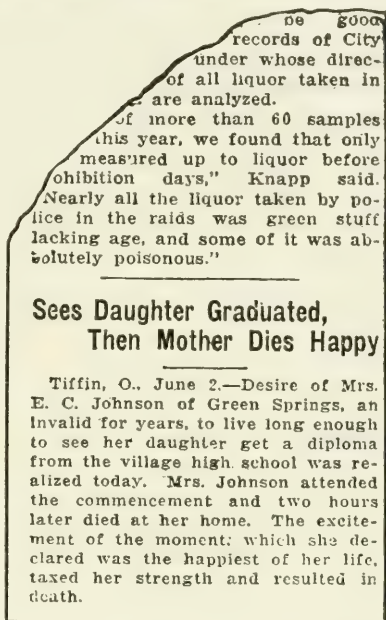 be good
records of City
under whose direc-
of all liquor taken in
are analyzed.
of more than 60 samples
this year, we found that only
measured up to liquor before
ohibition days," Knapp said.
Nearly all the liquor taken by po-
lice in the raids was green stuff
lacking age, and some of it was ab-
solutely poisonous."
Sees Daughter Graduated,
Then Mother Dies Happy
Tiffin, O., June 2.—Desire of Mrs.
E. C. Johnson of Green Springs, an
invalid for years, to live long enough
to see her daughter get a diploma
from the village high school was re-
alized today. Mrs. Johnson attended
the commencement and two hours
later died at her home. The excite-
ment of the moment; which she de-
clared was the happiest of her life,
taxed her strength and resulted in
death.